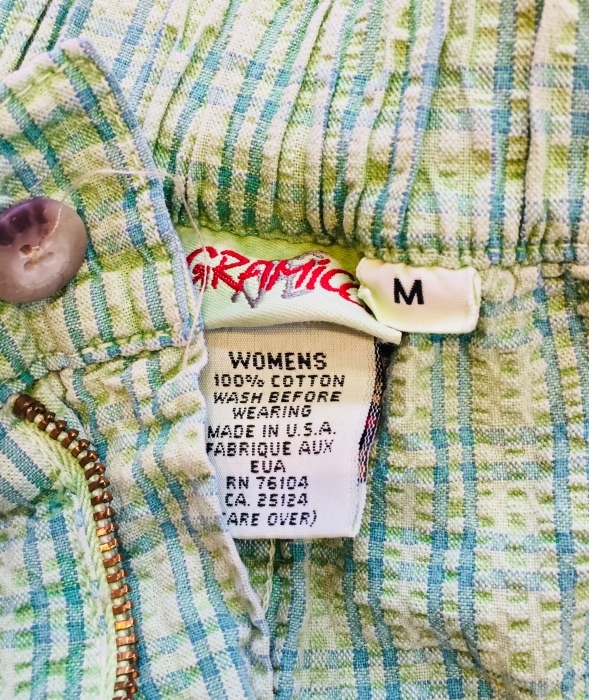 GRAMICCI
M
WOMENS
100% COTTON
WASH BEFORE
WEARING
MADE IN U.S.A.
FABRIQUE AUX
EUA
RN 76104
CA. 25124
CARE OVER)